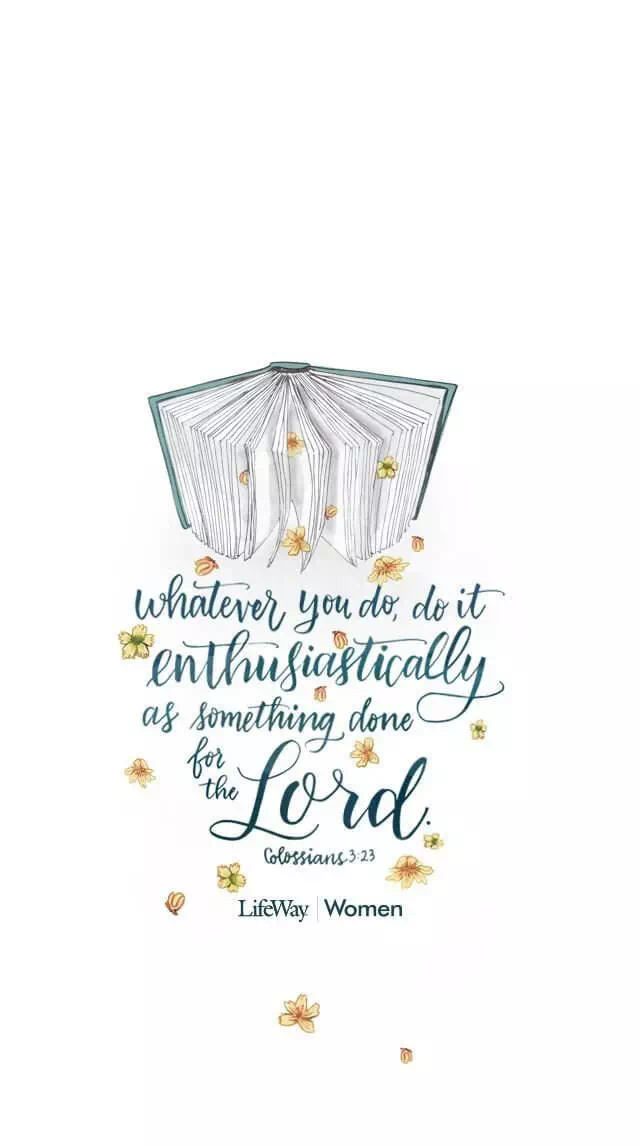 Whatever you do, do it
enthusiastically
as something done
for
the Lord.
Colossians 3:23
LifeWay | Women